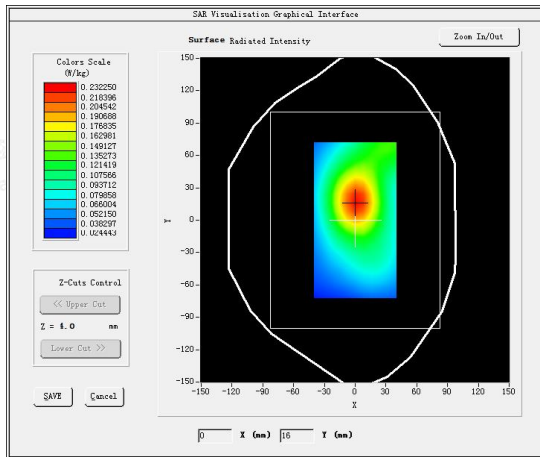 SAR Visualisation Graphical Interface
Surface Radiated Intensity
Zoom In/Out
Colors Scale
(W/kg)
0.232250
0.218396
0.204542
0.190688
0.176835
0.162981
0.149127
0.135273
0.121419
0.107566
0.093712
0.079858
0.066004
0.052150
0.038297
0.024443
150
120
90
60
30
0
-30
-60
-90
-120
-150
Y
-150 -120 -90 -60 -30 0 30 60 90 120 150
X
Z-Cuts Control
<< Upper Cut
Z = 4.0 mm
Lower Cut >>
SAVE
Cancel
0 X (mm) 16 Y (mm)